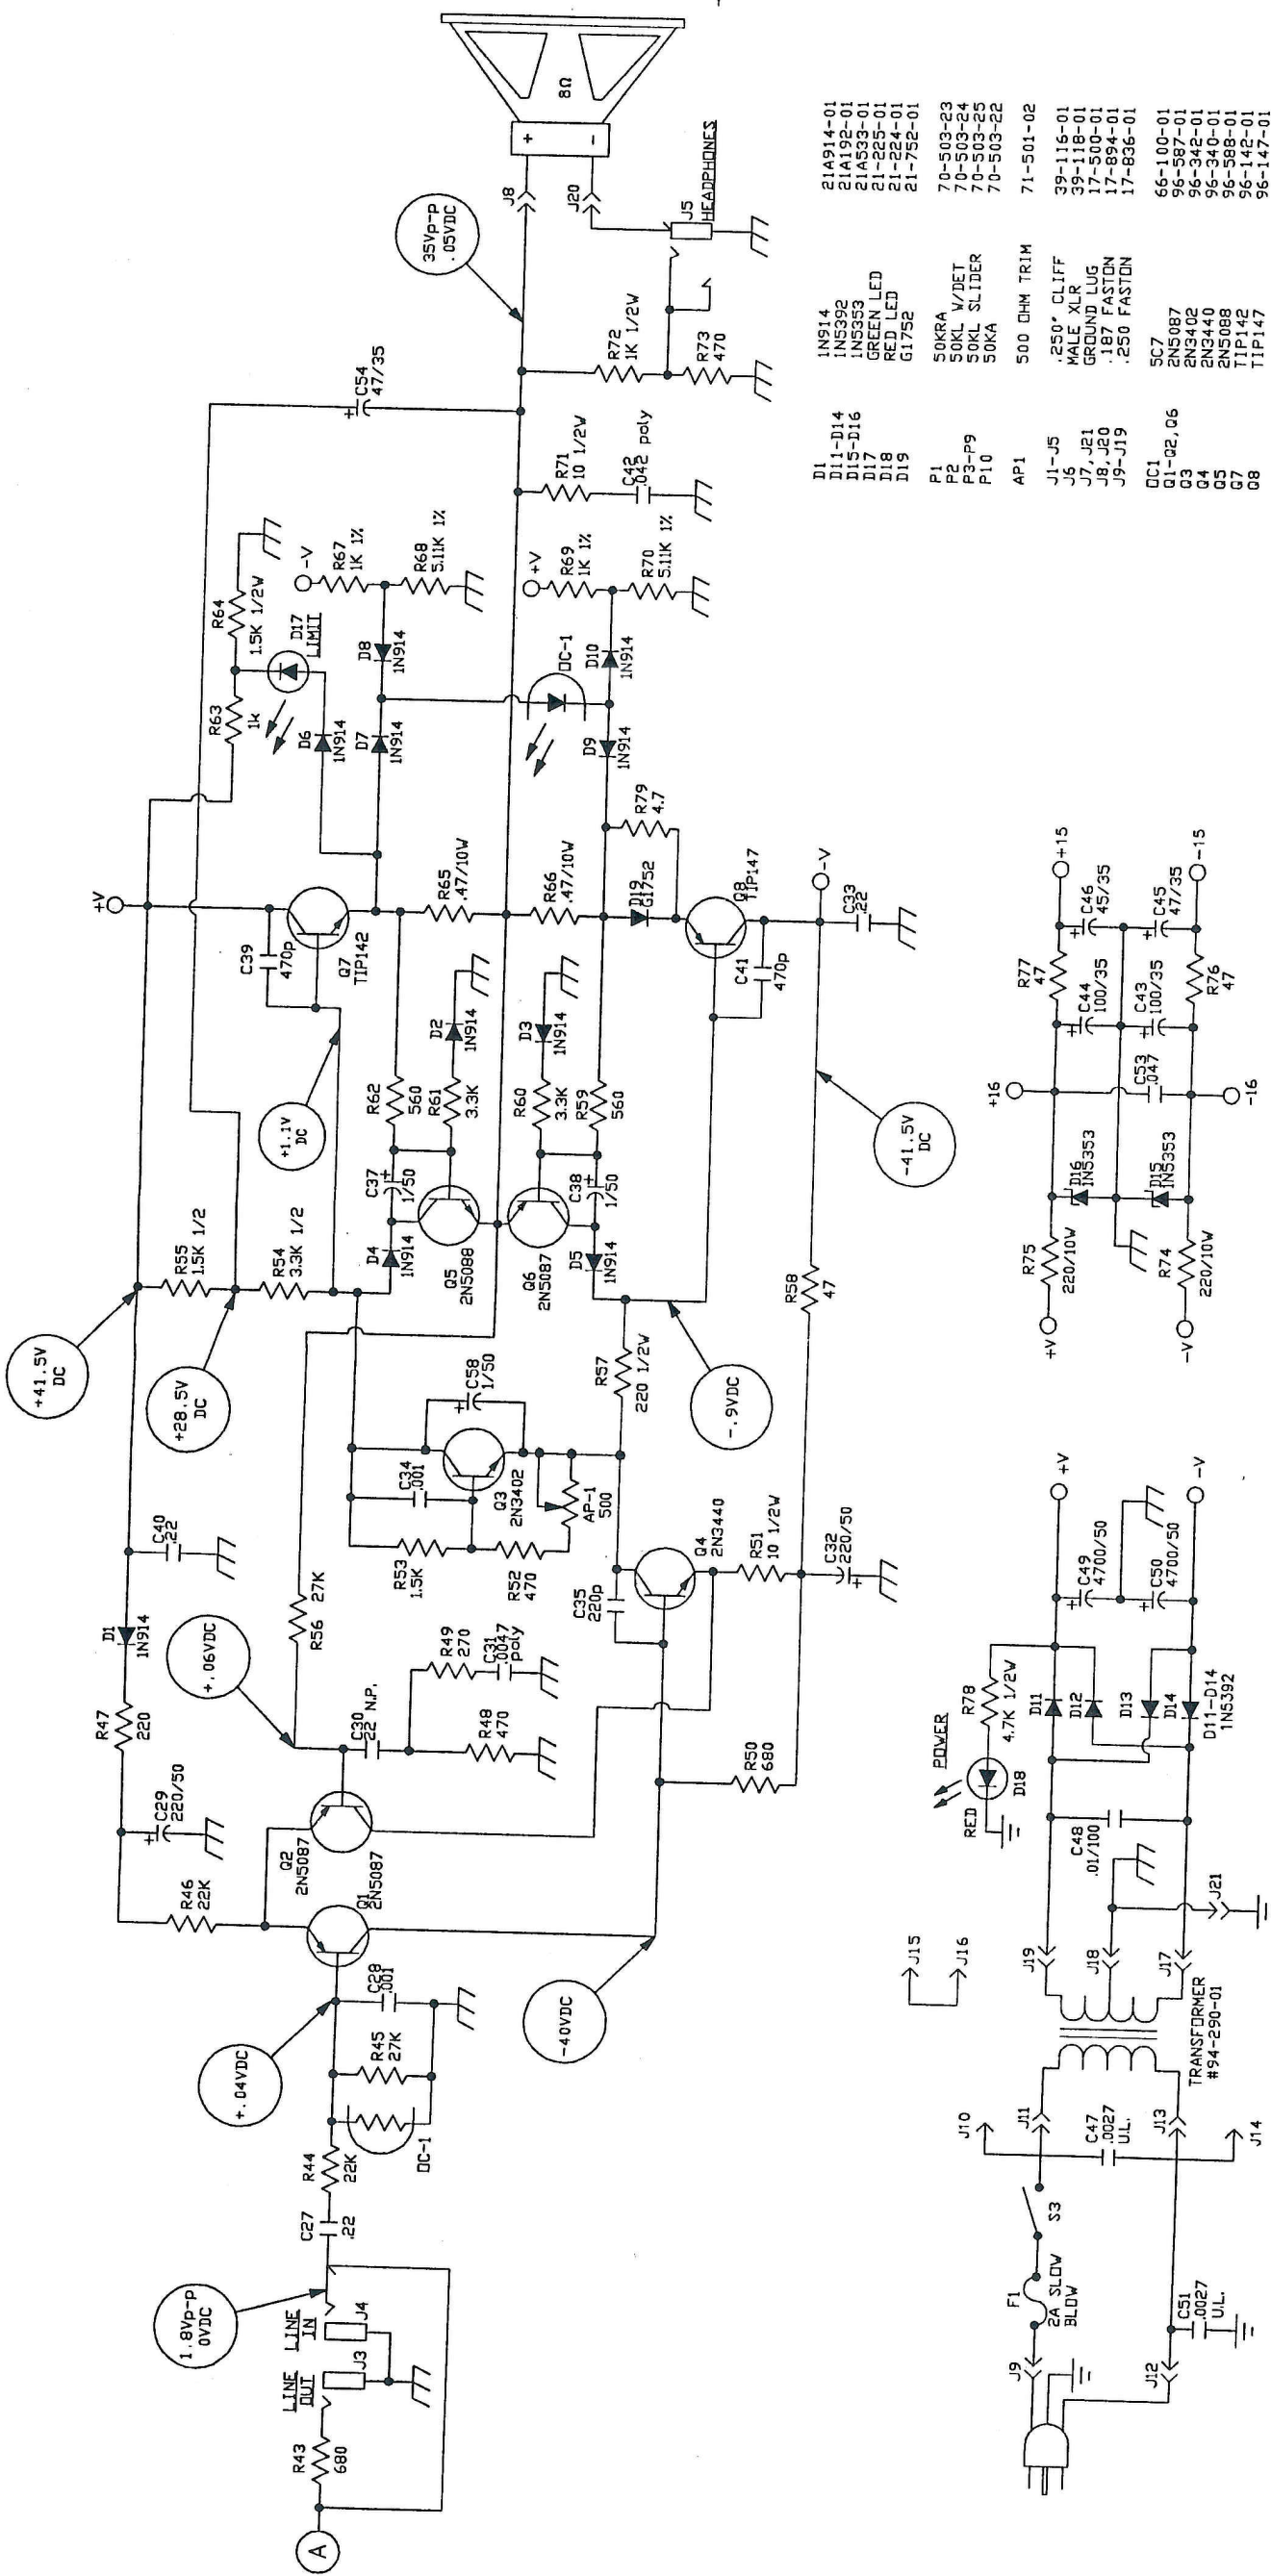 A
R43
680
LINE
OUT
J3
LINE
IN
J4
1.8Vp-p
0VDC
C27
.22
R44
22K
OC-1
R45
27K
C28
.001
+.04VDC
Q1
2N5087
R46
22K
C29
220/50
R47
220
D1
1N914
C40
.22
Q2
2N5087
+.06VDC
C30
.22 N.P.
R48
470
R49
270
C31
.0047
poly
R56 27K
-40VDC
R50
680
C35
220p
Q4
2N3440
R51
10 1/2W
C32
220/50
R53
1.5K
R52
470
C34
.001
Q3
2N3402
AP-1
500
C58
1/50
+41.5V
DC
+28.5V
DC
R55
1.5K 1/2
R54
3.3K 1/2
R57
220 1/2W
-.9VDC
R58
47
-41.5V
DC
D4
1N914
Q5
2N5088
Q6
2N5087
D5
1N914
C37
1/50
C38
1/50
R62
560
R61
3.3K
D2
1N914
R60
3.3K
D3
1N914
R59
560
+1.1V
DC
+V
C39
470p
Q7
TIP142
R65
.47/10W
R66
.47/10W
D19
G1752
R79
4.7
Q8
TIP147
C41
470p
-V
C33
.22
R63
1k
R64
1.5K 1/2W
D17
LIMIT
D6
1N914
D7
1N914
D8
1N914
-V
R67
1K 1%
R68
5.11K 1%
OC-1
D9
1N914
D10
1N914
+V
R69
1K 1%
R70
5.11K 1%
R71
10 1/2W
C42
.042 poly
C54
47/35
R72
1K 1/2W
R73
470
35Vp-p
.05VDC
J8
J20
J5
HEADPHONES
+
-
8Ω
J9
J12
F1
2A SLOW
BLOW
S3
C51
.0027
U.L.
J10
J11
C47
.0027
U.L.
J13
J14
J15
J16
TRANSFORMER
#94-290-01
J19
J18
J17
J21
C48
.01/100
POWER
RED
D18
R78
4.7K 1/2W
D11
D12
D13
D14
D11-D14
1N5392
C49
4700/50
C50
4700/50
+V
-V
+V
R75
220/10W
-V
R74
220/10W
D16
1N5353
D15
1N5353
+16
-16
C53
.047
C44
100/35
C43
100/35
R77
47
R76
47
C46
45/35
C45
47/35
+15
-15
D1 1N914 21A914-01
D11-D14 1N5392 21A192-01
D15-D16 1N5353 21A533-01
D17 GREEN LED 21-225-01
D18 RED LED 21-224-01
D19 G1752 21-752-01
P1 50KRA 70-503-23
P2 50KL W/DET 70-503-24
P3-P9 50KL SLIDER 70-503-25
P10 50KA 70-503-22
AP1 500 OHM TRIM 71-501-02
J1-J5 .250" CLIFF 39-116-01
J6 MALE XLR 39-118-01
J7, J21 GROUND LUG 17-500-01
J8, J20 .187 FASTON 17-894-01
J9-J19 .250 FASTON 17-836-01
OC1 5C7 66-100-01
Q1-Q2, Q6 2N5087 96-587-01
Q3 2N3402 96-342-01
Q4 2N3440 96-340-01
Q5 2N5088 96-588-01
Q7 TIP142 96-142-01
Q8 TIP147 96-147-01